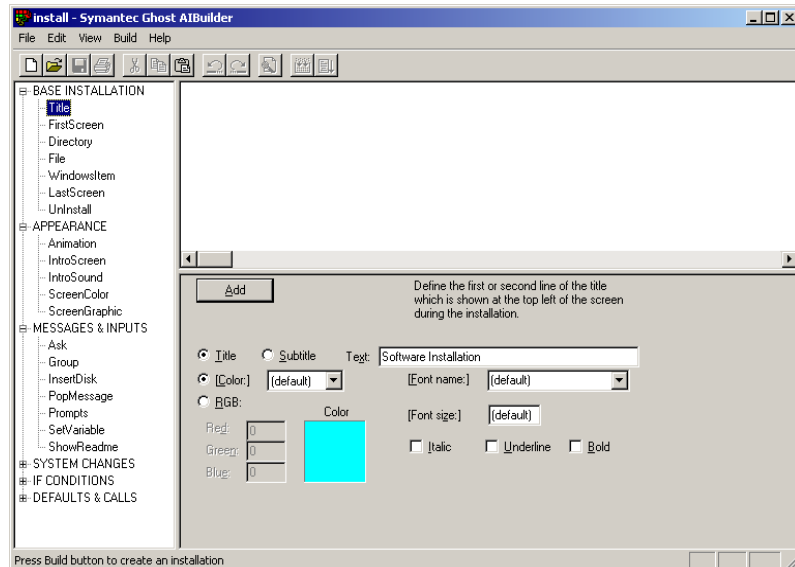 install - Symantec Ghost AIBuilder
File Edit View Build Help
BASE INSTALLATION
Title
FirstScreen
Directory
File
WindowsItem
LastScreen
UnInstall
APPEARANCE
Animation
IntroScreen
IntroSound
ScreenColor
ScreenGraphic
MESSAGES & INPUTS
Ask
Group
InsertDisk
PopMessage
Prompts
SetVariable
ShowReadme
SYSTEM CHANGES
IF CONDITIONS
DEFAULTS & CALLS
Add
Define the first or second line of the title
which is shown at the top left of the screen
during the installation.
Title Subtitle Text: Software Installation
[Color:] (default) [Font name:] (default)
RGB:
Color
[Font size:] (default)
Red: 0
Green: 0
Blue: 0
Italic Underline Bold
Press Build button to create an installation